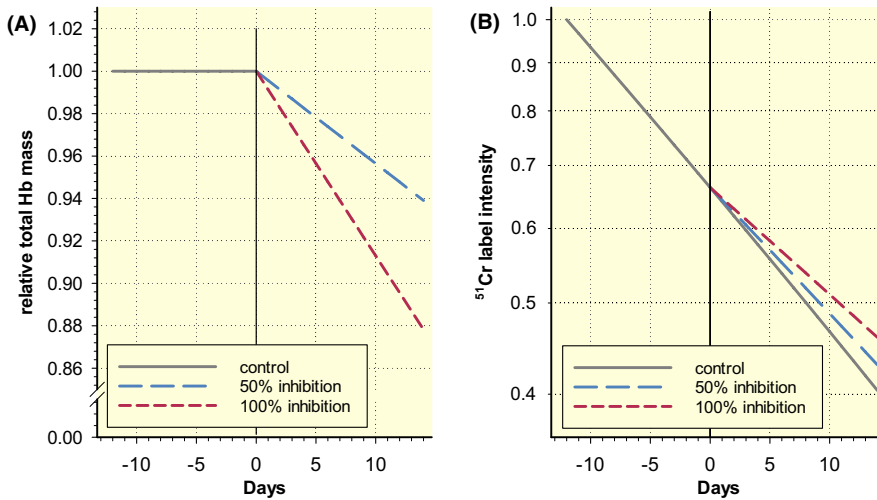 (A)
1.02
1.00
0.98
0.96
0.94
0.92
0.90
0.88
0.86
0.00
relative total Hb mass
control
50% inhibition
100% inhibition
-10 -5 0 5 10
Days
(B)
1.0
0.9
0.8
0.7
0.6
0.5
0.4
⁵¹Cr label intensity
control
50% inhibition
100% inhibition
-10 -5 0 5 10
Days